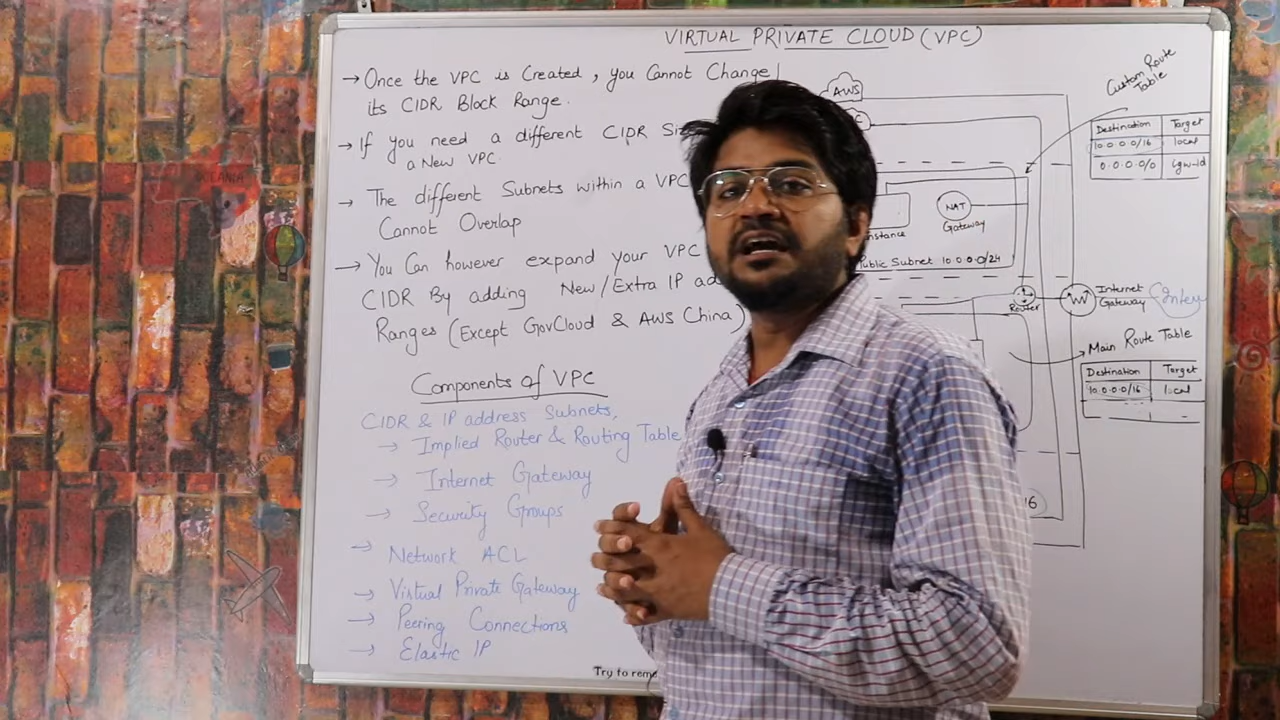 VIRTUAL PRIVATE CLOUD (VPC)
→ Once the VPC is Created, you Cannot Change
its CIDR Block Range.
→ If you need a different CIDR
a New VPC.
→ The different Subnets within a VPC
Cannot Overlap
→ You Can however expand your VPC
CIDR By adding New/Extra IP
Ranges (Except GovCloud & AWS China)
Components of VPC
CIDR & IP address Subnets,
→ Implied Router & Routing Table
→ Internet Gateway
→ Security Groups
→ Network ACL
→ Virtual Private Gateway
→ Peering Connections
→ Elastic IP
Try to
AWS
Custom Route
Table
Destination Target
10.0.0.0/16 local
0.0.0.0/0 igw-id
NAT
Gateway
Instance
Public Subnet 10.0.0.0/24
Router
Internet
Gateway
Main Route Table
Destination Target
10.0.0.0/16 local
16